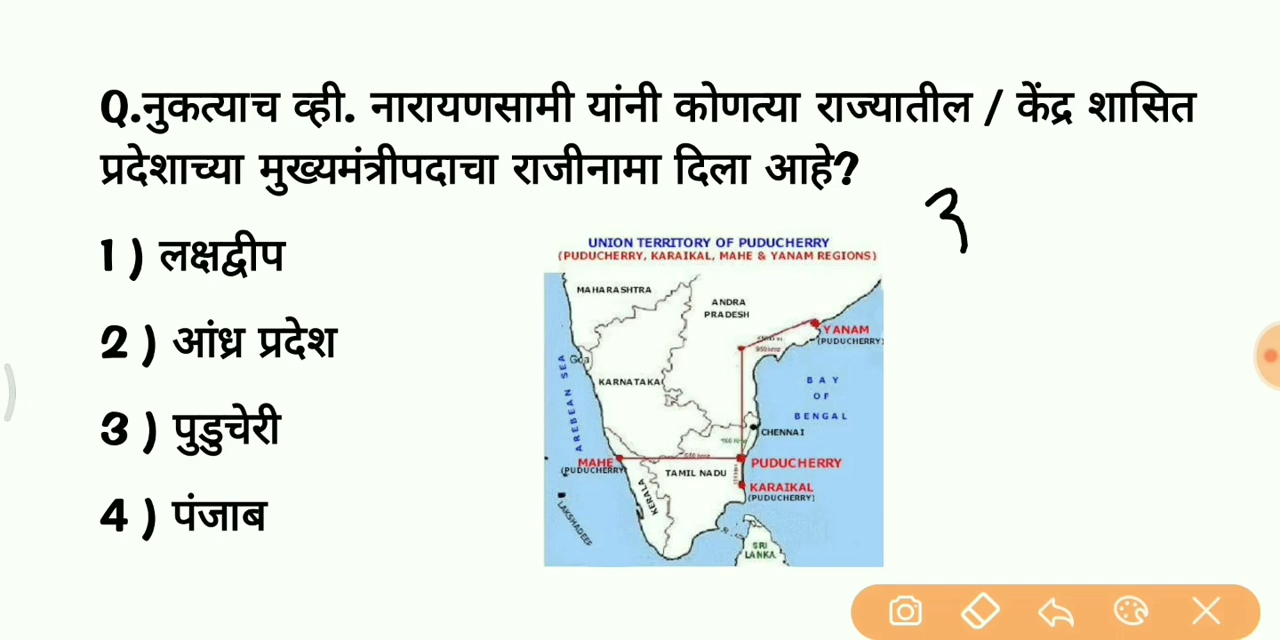 Q.नुकत्याच व्ही. नारायणसामी यांनी कोणत्या राज्यातील / केंद्र शासित
प्रदेशाच्या मुख्यमंत्रीपदाचा राजीनामा दिला आहे?
3
1 ) लक्षद्वीप
2 ) आंध्र प्रदेश
3 ) पुडुचेरी
4 ) पंजाब
UNION TERRITORY OF PUDUCHERRY
(PUDUCHERRY, KARAIKAL, MAHE & YANAM REGIONS)
MAHARASHTRA
ANDRA
PRADESH
YANAM
(PUDUCHERRY)
Goa
AREBEAN SEA
KARNATAKA
BAY
OF
BENGAL
CHENNAI
MAHE
(PUDUCHERRY)
TAMIL NADU
PUDUCHERRY
KARAIKAL
(PUDUCHERRY)
KERALA
LAKSHADEEP
SRI
LANKA